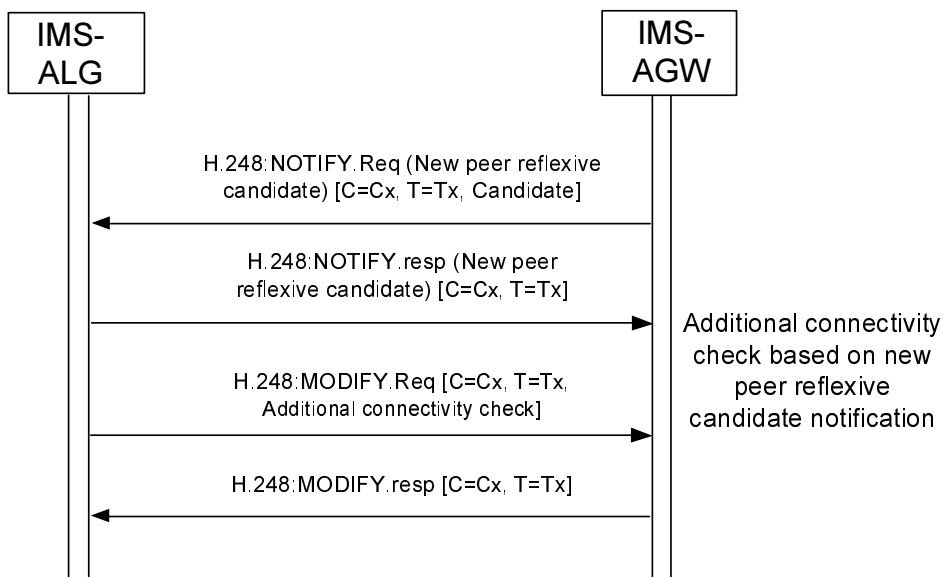 IMS-
ALG
IMS-
AGW
H.248:NOTIFY.Req (New peer reflexive
candidate) [C=Cx, T=Tx, Candidate]
H.248:NOTIFY.resp (New peer
reflexive candidate) [C=Cx, T=Tx]
Additional connectivity
check based on new
peer reflexive
candidate notification
H.248:MODIFY.Req [C=Cx, T=Tx,
Additional connectivity check]
H.248:MODIFY.resp [C=Cx, T=Tx]